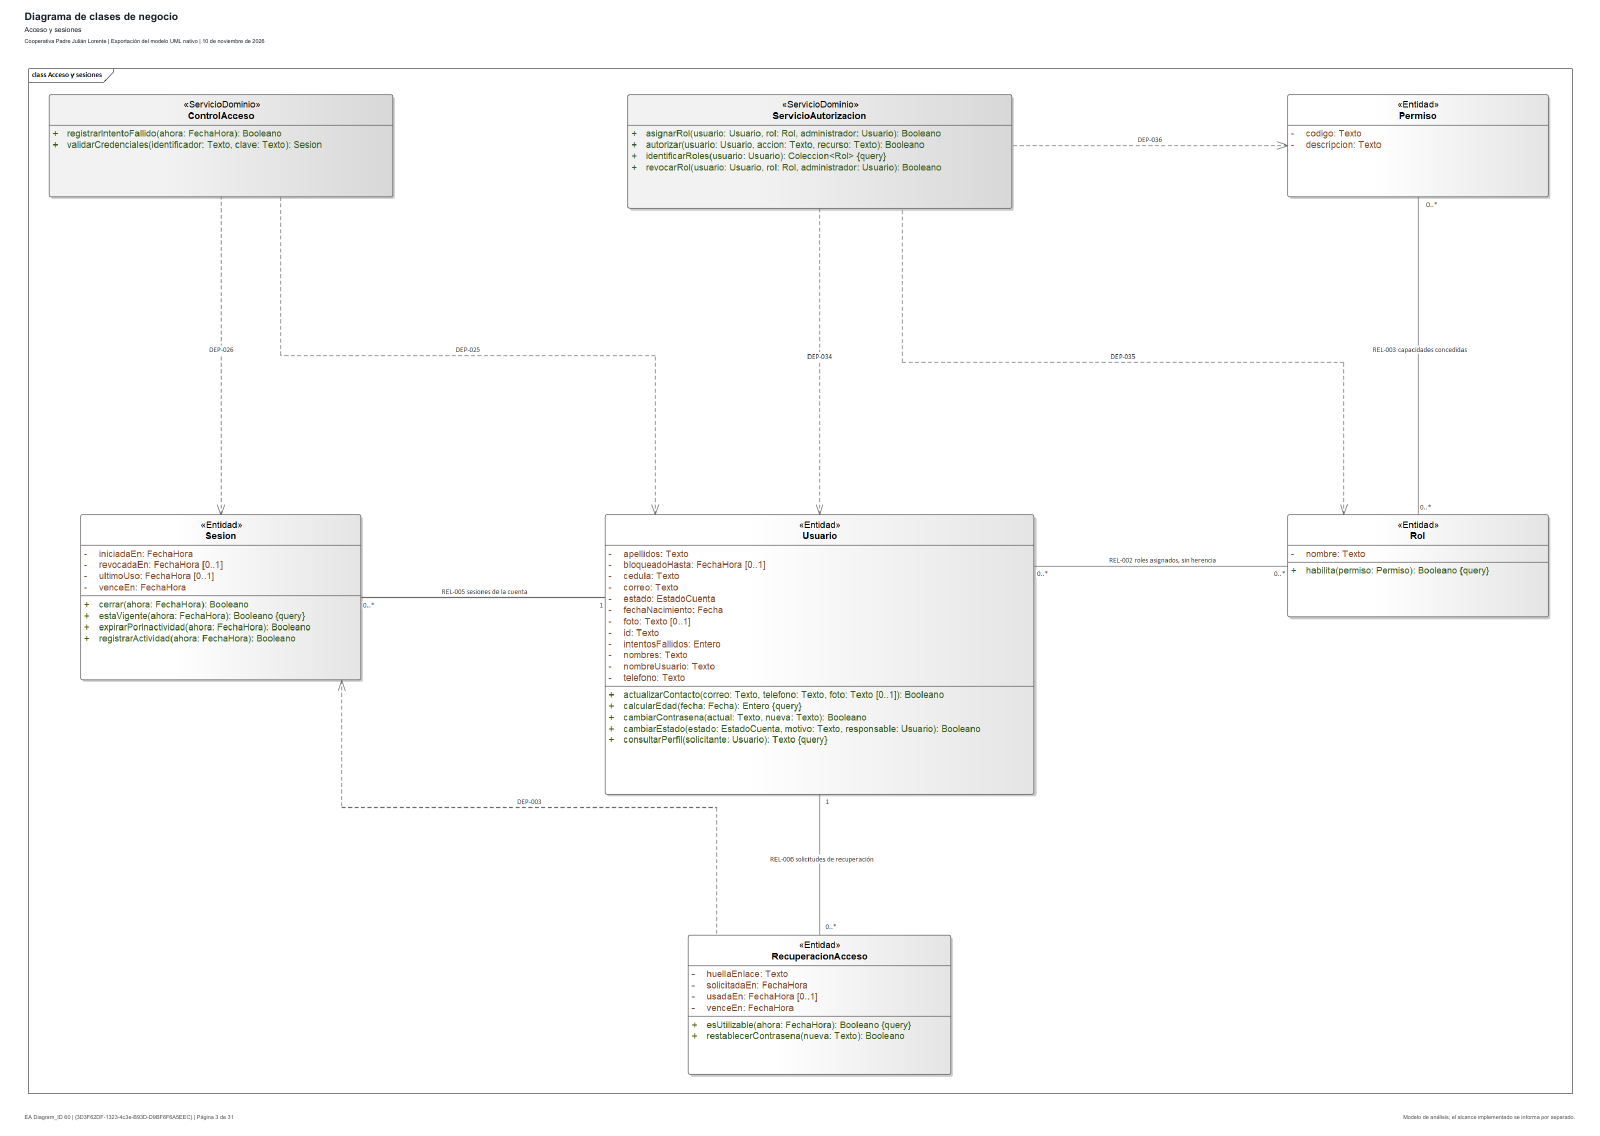 Diagrama de clases de negocio
Acceso y sesiones
Cooperativa Padre Julián Lorente | Exportación del modelo UML nativo | 10 de noviembre de 2026
class Acceso y sesiones
«ServicioDominio»
ControlAcceso
+ registrarIntentoFallido(ahora: FechaHora): Booleano
+ validarCredenciales(identificador: Texto, clave: Texto): Sesion
«ServicioDominio»
ServicioAutorizacion
+ asignarRol(usuario: Usuario, rol: Rol, administrador: Usuario): Booleano
+ autorizar(usuario: Usuario, accion: Texto, recurso: Texto): Booleano
+ identificarRoles(usuario: Usuario): Coleccion<Rol> {query}
+ revocarRol(usuario: Usuario, rol: Rol, administrador: Usuario): Booleano
DEP-036
«Entidad»
Permiso
- codigo: Texto
- descripcion: Texto
0..*
DEP-026
DEP-025
DEP-034
DEP-035
REL-003 capacidades concedidas
0..*
«Entidad»
Sesion
- iniciadaEn: FechaHora
- revocadaEn: FechaHora [0..1]
- ultimoUso: FechaHora [0..1]
- venceEn: FechaHora
+ cerrar(ahora: FechaHora): Booleano
+ estaVigente(ahora: FechaHora): Booleano {query}
+ expirarPorInactividad(ahora: FechaHora): Booleano
+ registrarActividad(ahora: FechaHora): Booleano
REL-005 sesiones de la cuenta
0..*
1
«Entidad»
Usuario
- apellidos: Texto
- bloqueadoHasta: FechaHora [0..1]
- cedula: Texto
- correo: Texto
- estado: EstadoCuenta
- fechaNacimiento: Fecha
- foto: Texto [0..1]
- id: Texto
- intentosFallidos: Entero
- nombres: Texto
- nombreUsuario: Texto
- telefono: Texto
+ actualizarContacto(correo: Texto, telefono: Texto, foto: Texto [0..1]): Booleano
+ calcularEdad(fecha: Fecha): Entero {query}
+ cambiarContrasena(actual: Texto, nueva: Texto): Booleano
+ cambiarEstado(estado: EstadoCuenta, motivo: Texto, responsable: Usuario): Booleano
+ consultarPerfil(solicitante: Usuario): Texto {query}
REL-002 roles asignados, sin herencia
0..*
0..*
«Entidad»
Rol
- nombre: Texto
+ habilita(permiso: Permiso): Booleano {query}
DEP-003
1
REL-006 solicitudes de recuperación
0..*
«Entidad»
RecuperacionAcceso
- huellaEnlace: Texto
- solicitadaEn: FechaHora
- usadaEn: FechaHora [0..1]
- venceEn: FechaHora
+ esUtilizable(ahora: FechaHora): Booleano {query}
+ restablecerContrasena(nueva: Texto): Booleano
Modelo de análisis; el alcance implementado se informa por separado.